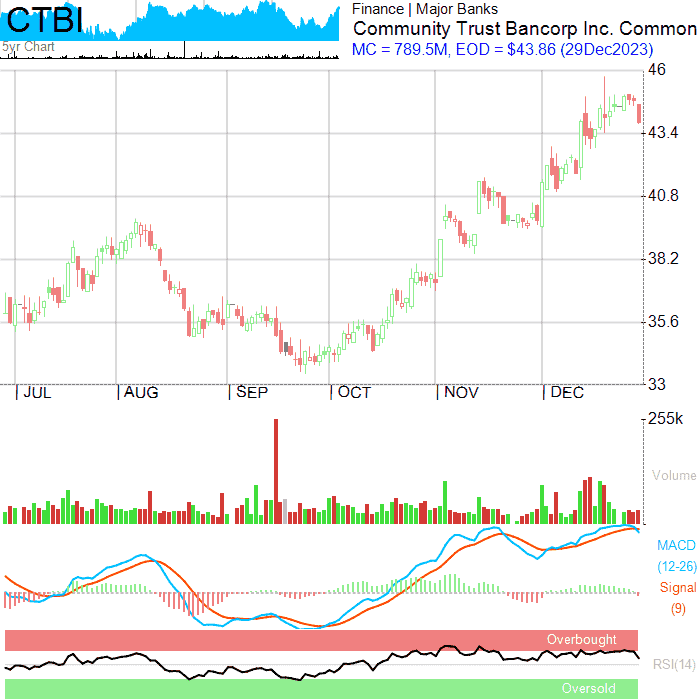 CTBI
5yr Chart
Finance | Major Banks
Community Trust Bancorp Inc. Common
MC = 789.5M, EOD = $43.86 (29Dec2023)
46
43.4
40.8
38.2
35.6
33
JUL AUG SEP OCT NOV DEC
255k
Volume
MACD
(12-26)
Signal
(9)
Overbought
RSI(14)
Oversold